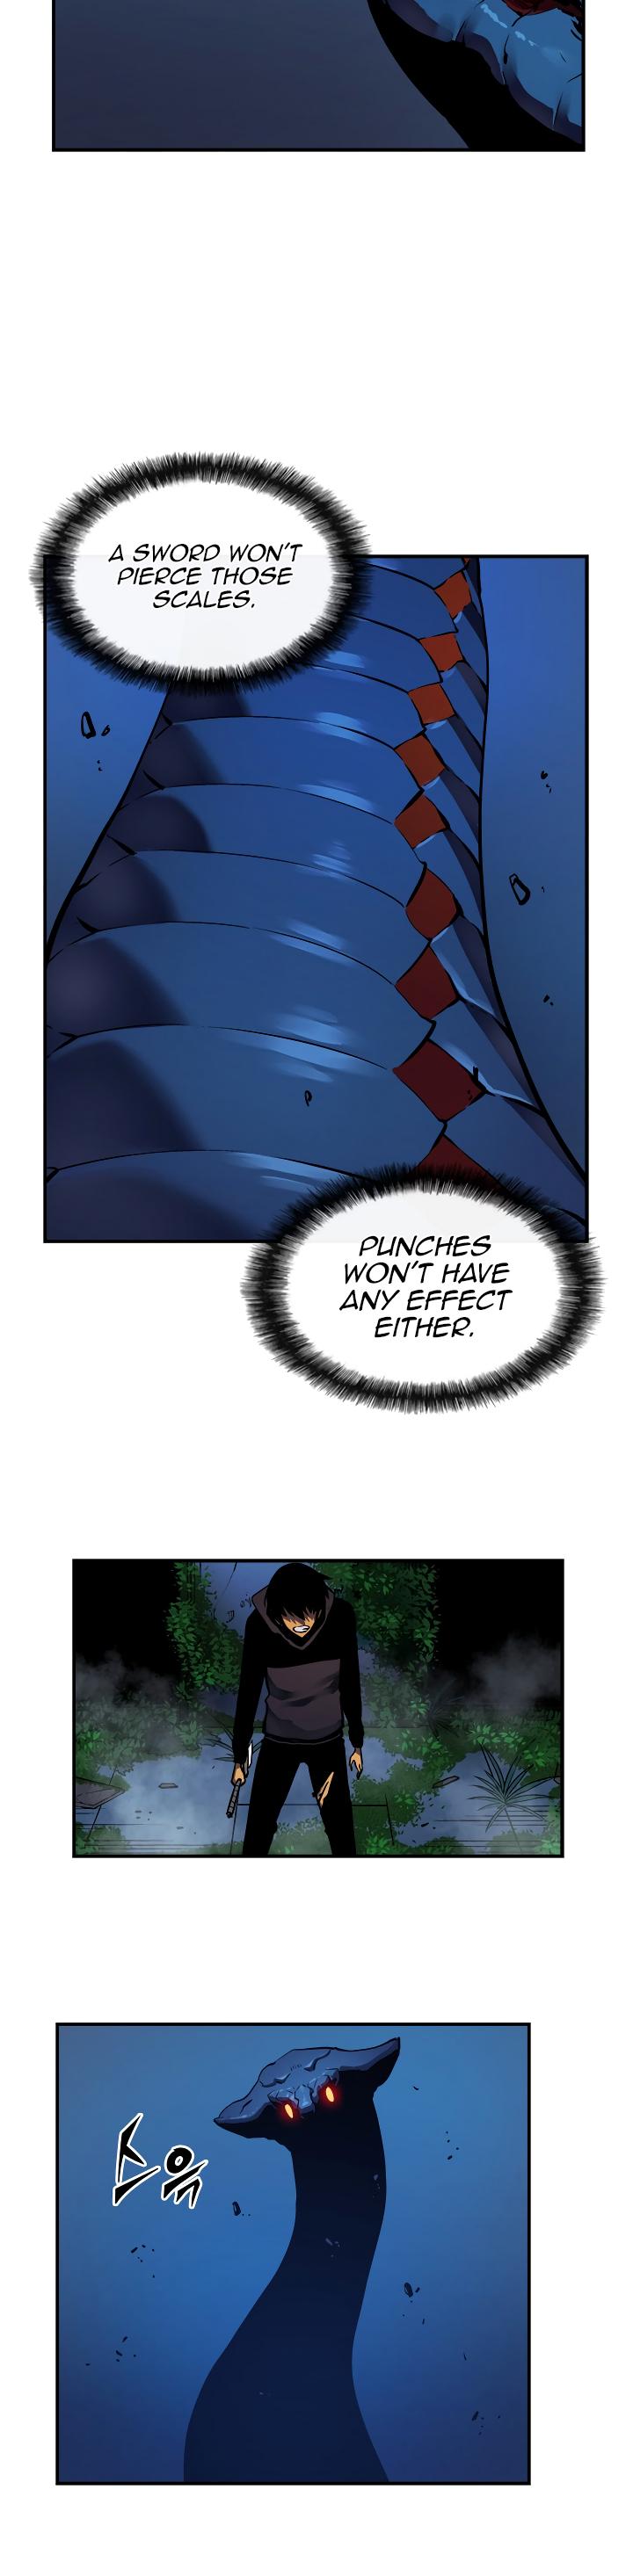 A SWORD WON'T
PIERCE THOSE
SCALES.
PUNCHES
WON'T HAVE
ANY EFFECT
EITHER.
스윽